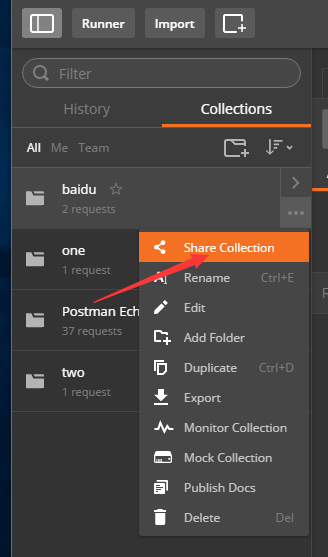 Runner Import
Filter
History Collections
All Me Team
baidu
2 requests
Share Collection
one
1 request
Rename Ctrl+E
Edit
Postman Ech
37 requests
Add Folder
two
1 request
Duplicate Ctrl+D
Export
Monitor Collection
Mock Collection
Publish Docs
Delete Del